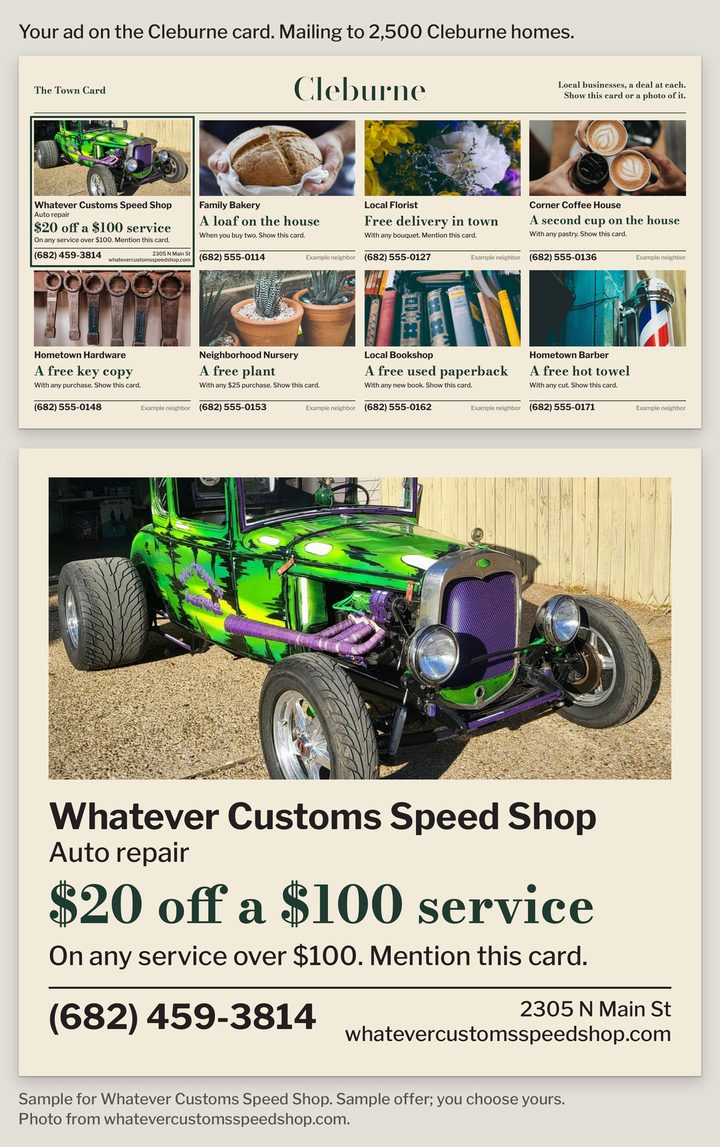 Your ad on the Cleburne card. Mailing to 2,500 Cleburne homes.
The Town Card
Cleburne
Local businesses, a deal at each.
Show this card or a photo of it.
Whatever Customs Speed Shop
Auto repair
$20 off a $100 service
On any service over $100. Mention this card.
(682) 459-3814
2305 N Main St
whatevercustomsspeedshop.com
Family Bakery
A loaf on the house
When you buy two. Show this card.
(682) 555-0114
Example neighbor
Local Florist
Free delivery in town
With any bouquet. Mention this card.
(682) 555-0127
Example neighbor
Corner Coffee House
A second cup on the house
With any pastry. Show this card.
(682) 555-0136
Example neighbor
Hometown Hardware
A free key copy
With any purchase. Show this card.
(682) 555-0148
Example neighbor
Neighborhood Nursery
A free plant
With any $25 purchase. Show this card.
(682) 555-0153
Example neighbor
Local Bookshop
A free used paperback
With any new book. Show this card.
(682) 555-0162
Example neighbor
Hometown Barber
A free hot towel
With any cut. Show this card.
(682) 555-0171
Example neighbor
Whatever Customs Speed Shop
Auto repair
$20 off a $100 service
On any service over $100. Mention this card.
(682) 459-3814
2305 N Main St
whatevercustomsspeedshop.com
Sample for Whatever Customs Speed Shop. Sample offer; you choose yours.
Photo from whatevercustomsspeedshop.com.